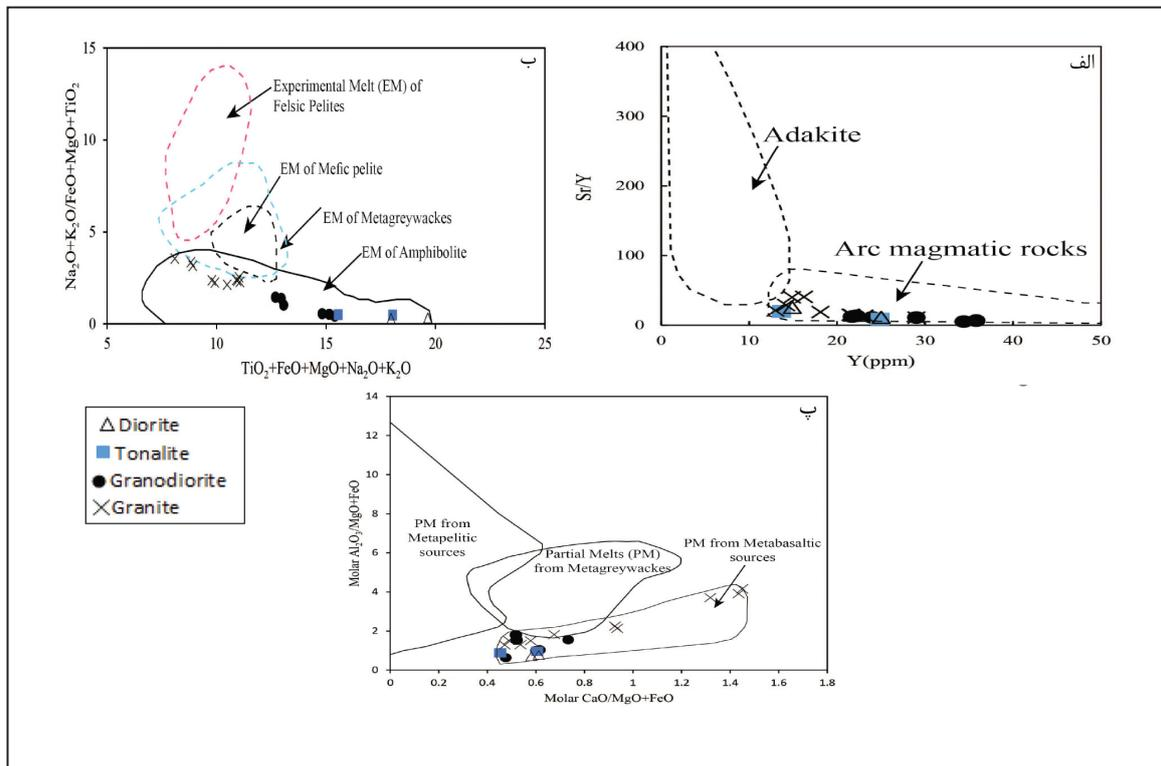 ب
15
10
5
0
5
10
15
20
25
Na₂O+K₂O/FeO+MgO+TiO₂
TiO₂+FeO+MgO+Na₂O+K₂O
Experimental Melt (EM) of
Felsic Pelites
EM of Mefic pelite
EM of Metagreywackes
EM of Amphibolite
الف
400
300
200
100
0
0
10
20
30
40
50
Sr/Y
Y(ppm)
Adakite
Arc magmatic rocks
Diorite
Tonalite
Granodiorite
Granite
پ
14
12
10
8
6
4
2
0
0
0.2
0.4
0.6
0.8
1
1.2
1.4
1.6
1.8
Molar Al₂O₃/MgO+FeO
Molar CaO/MgO+FeO
PM from
Metapelitic
sources
Partial Melts (PM)
from Metagreywackes
PM from Metabasaltic
sources